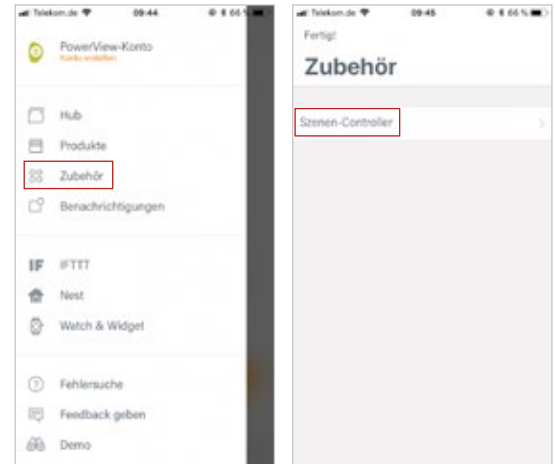 Telekom.de 09:44 66 %
PowerView-Konto
Konto erstellen
Hub
Produkte
Zubehör
Benachrichtigungen
IF IFTTT
Nest
Watch & Widget
Fehlersuche
Feedback geben
Demo
Telekom.de 09:45 66 %
Fertig!
Zubehör
Szenen-Controller